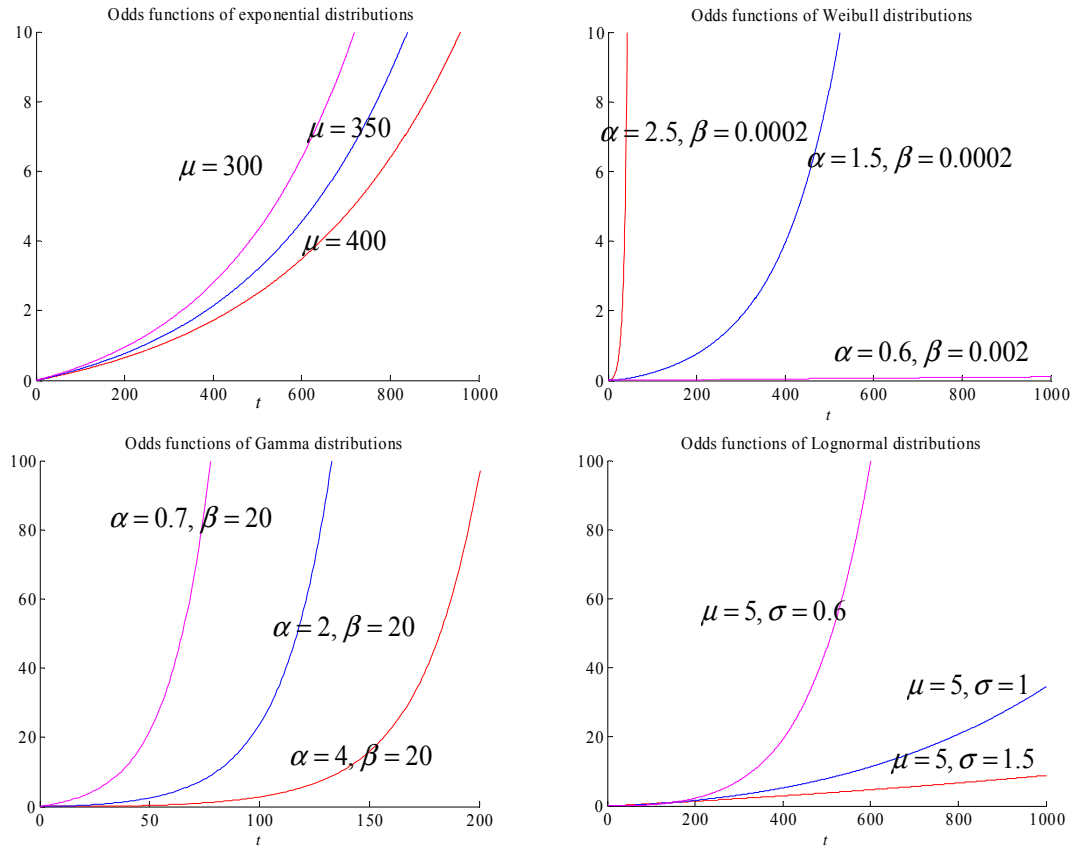 Odds functions of exponential distributions
10
8
6
4
2
0
μ = 350
μ = 300
μ = 400
0 200 400 600 800 1000
t
Odds functions of Weibull distributions
10
8
6
4
2
0
α = 2.5, β = 0.0002
α = 1.5, β = 0.0002
α = 0.6, β = 0.002
0 200 400 600 800 1000
t
Odds functions of Gamma distributions
100
80
60
40
20
0
α = 0.7, β = 20
α = 2, β = 20
α = 4, β = 20
0 50 100 150 200
t
Odds functions of Lognormal distributions
100
80
60
40
20
0
μ = 5, σ = 0.6
μ = 5, σ = 1
μ = 5, σ = 1.5
0 200 400 600 800 1000
t